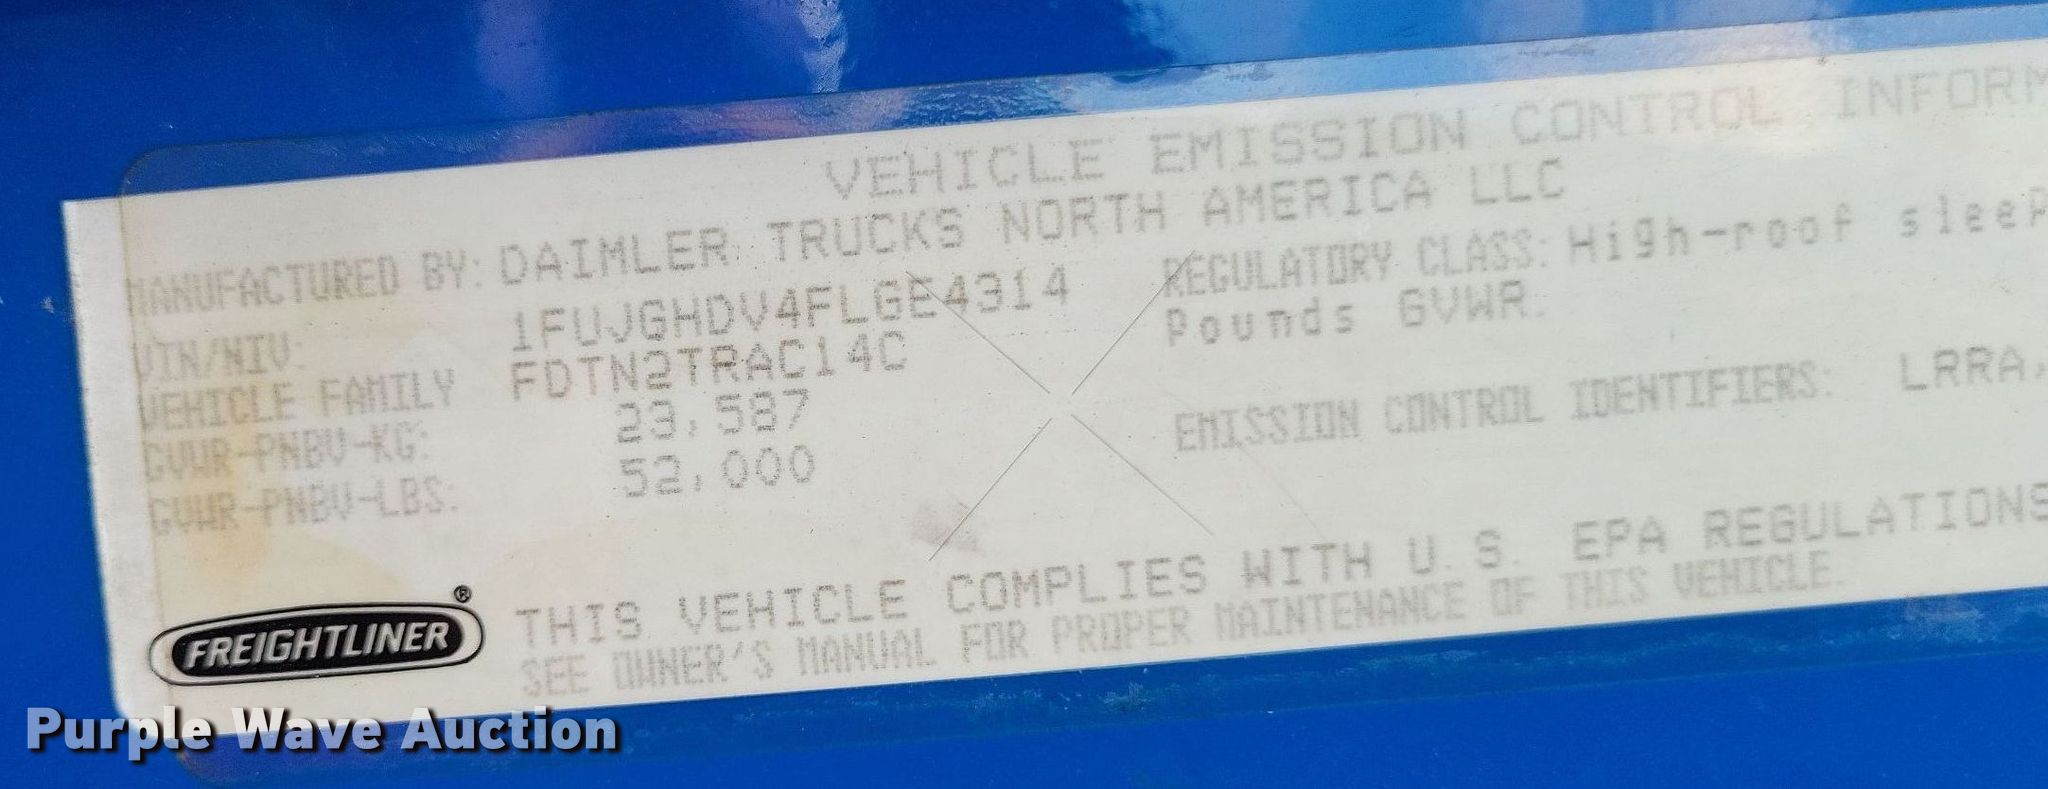 VEHICLE EMISSION CONTROL INFORM
MANUFACTURED BY: DAIMLER TRUCKS NORTH AMERICA LLC
VIN/NIV: 1FUJGHDV4FLGE4314
REGULATORY CLASS: High-roof sleep
Pounds GVWR.
VEHICLE FAMILY FDTN2TRAC14C
GVWR-PNBV-KG: 23,587
GVWR-PNBV-LBS: 52,000
EMISSION CONTROL IDENTIFIERS: LRRA,
THIS VEHICLE COMPLIES WITH U.S. EPA REGULATIONS
SEE OWNER'S MANUAL FOR PROPER MAINTENANCE OF THIS VEHICLE.
FREIGHTLINER®
Purple Wave Auction